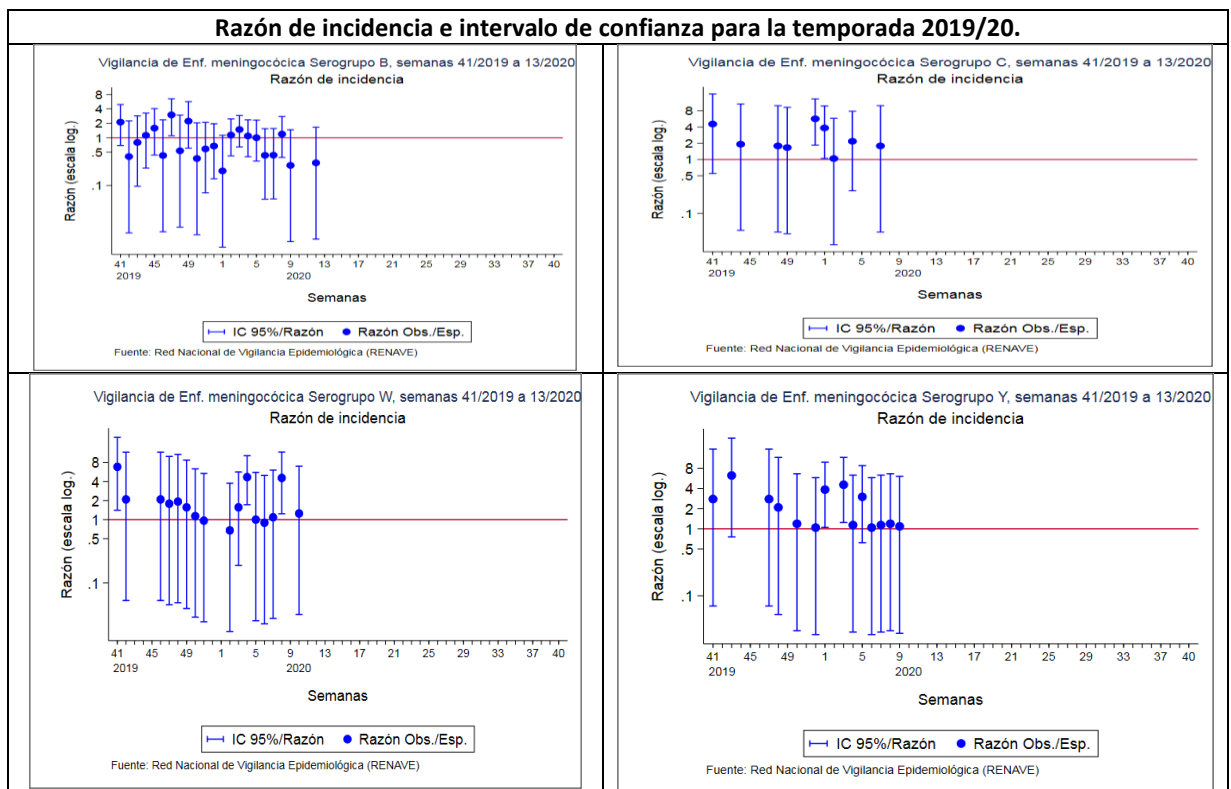 Razón de incidencia e intervalo de confianza para la temporada 2019/20.
Vigilancia de Enf. meningocócica Serogrupo B, semanas 41/2019 a 13/2020
Razón de incidencia
Razón (escala log.)
8
4
2
1
.5
.1
41 45 49 1 5 9 13 17 21 25 29 33 37 40
2019 2020
Semanas
IC 95%/Razón Razón Obs./Esp.
Fuente: Red Nacional de Vigilancia Epidemiológica (RENAVE)
Vigilancia de Enf. meningocócica Serogrupo C, semanas 41/2019 a 13/2020
Razón de incidencia
Razón (escala log.)
8
4
2
1
.5
.1
41 45 49 1 5 9 13 17 21 25 29 33 37 40
2019 2020
Semanas
IC 95%/Razón Razón Obs./Esp.
Fuente: Red Nacional de Vigilancia Epidemiológica (RENAVE)
Vigilancia de Enf. meningocócica Serogrupo W, semanas 41/2019 a 13/2020
Razón de incidencia
Razón (escala log.)
8
4
2
1
.5
.1
41 45 49 1 5 9 13 17 21 25 29 33 37 40
2019 2020
Semanas
IC 95%/Razón Razón Obs./Esp.
Fuente: Red Nacional de Vigilancia Epidemiológica (RENAVE)
Vigilancia de Enf. meningocócica Serogrupo Y, semanas 41/2019 a 13/2020
Razón de incidencia
Razón (escala log.)
8
4
2
1
.5
.1
41 45 49 1 5 9 13 17 21 25 29 33 37 40
2019 2020
Semanas
IC 95%/Razón Razón Obs./Esp.
Fuente: Red Nacional de Vigilancia Epidemiológica (RENAVE)